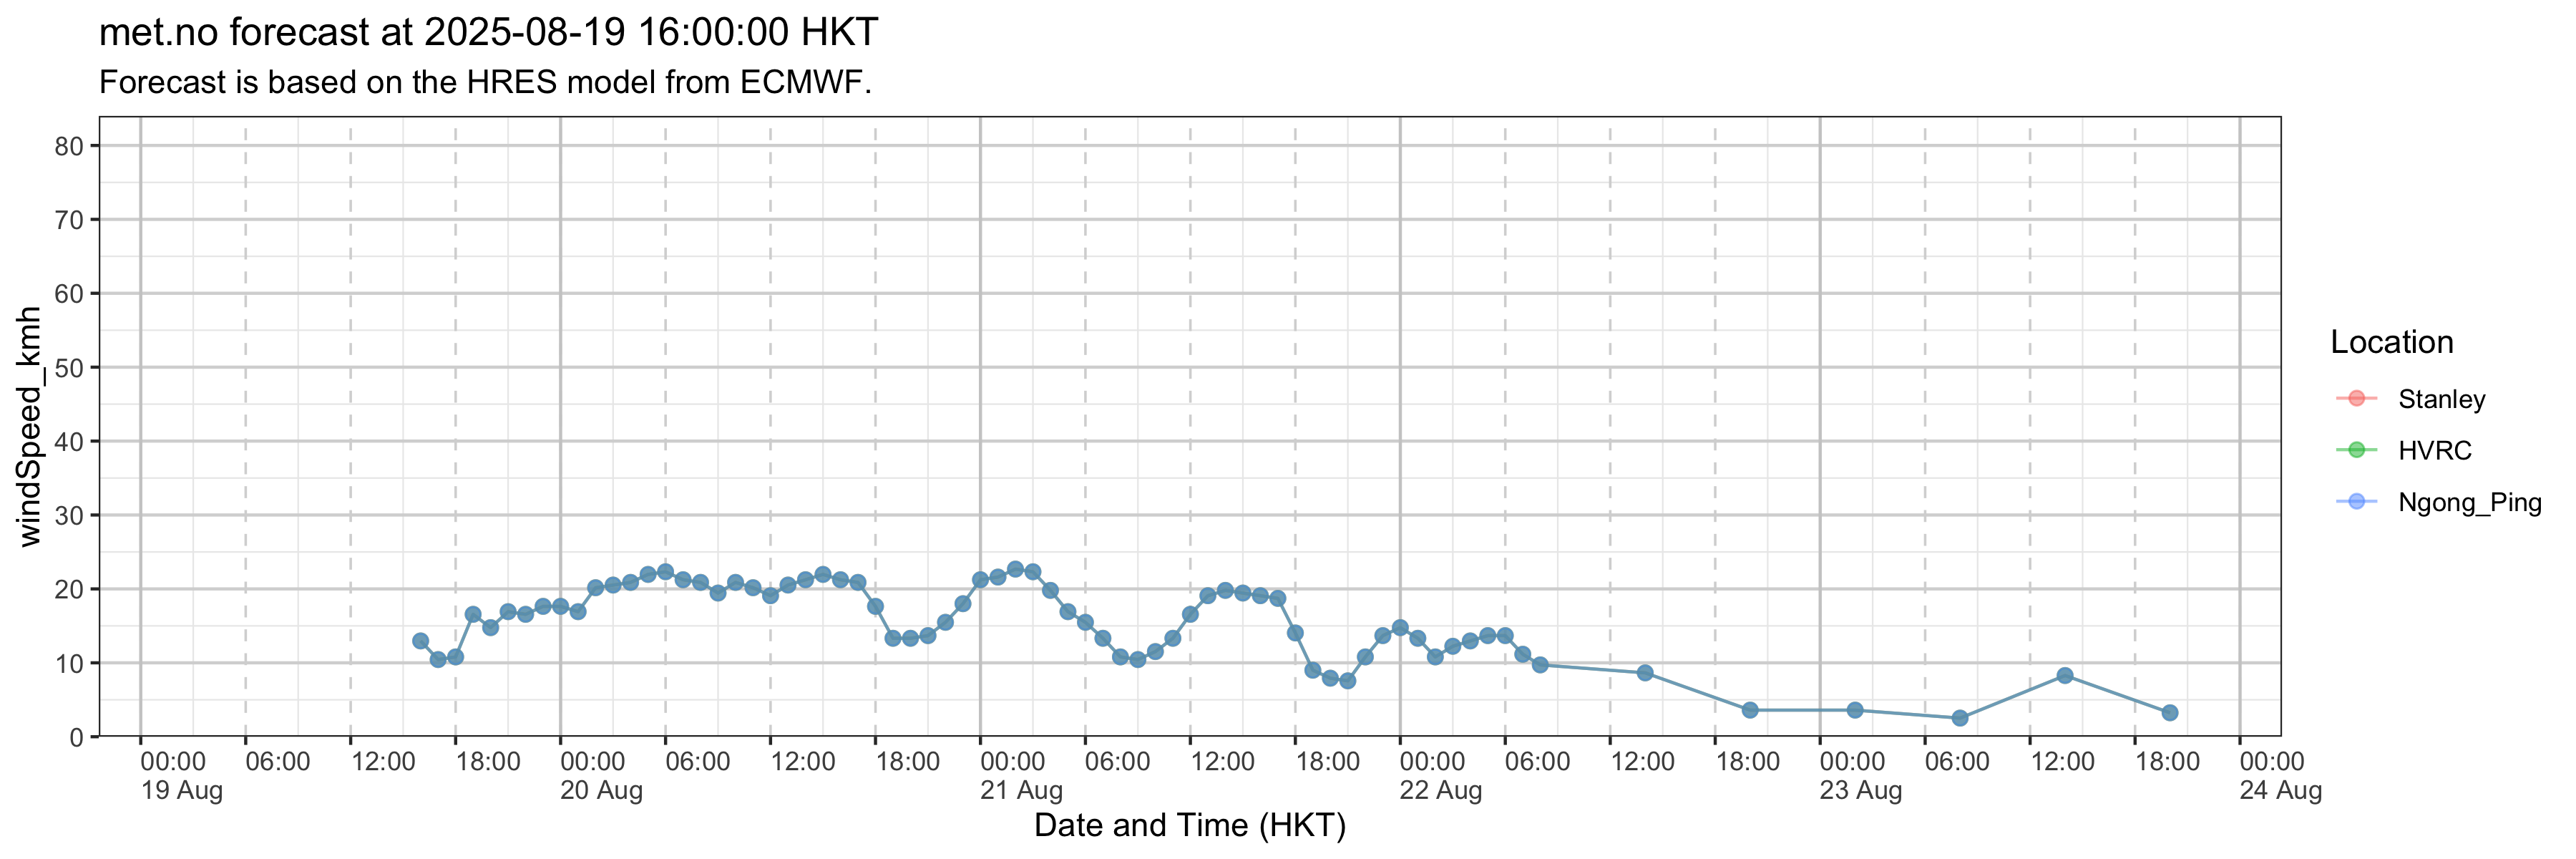 met.no forecast at 2025-08-19 16:00:00 HKT
Forecast is based on the HRES model from ECMWF.
windSpeed_kmh
80
70
60
50
40
30
20
10
0
00:00 06:00 12:00 18:00 00:00 06:00 12:00 18:00 00:00 06:00 12:00 18:00 00:00 06:00 12:00 18:00 00:00 06:00 12:00 18:00 00:00
19 Aug 20 Aug 21 Aug 22 Aug 23 Aug 24 Aug
Date and Time (HKT)
Location
Stanley
HVRC
Ngong_Ping